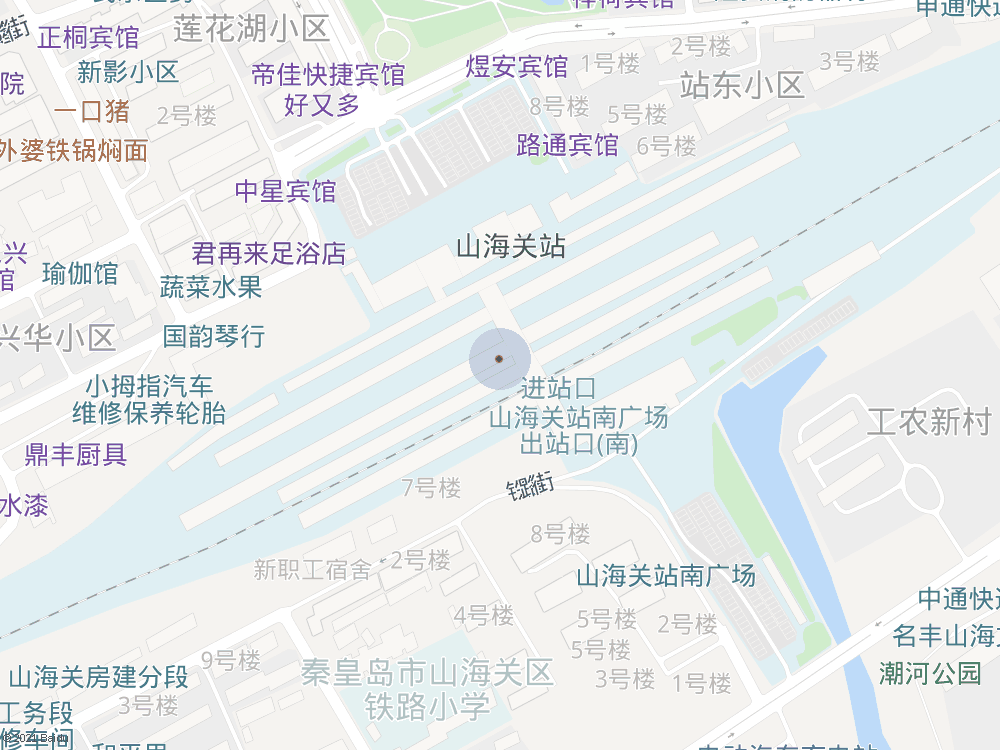 莲花湖小区
正桐宾馆
新影小区
帝佳快捷宾馆
好又多
煜安宾馆
1号楼
2号楼
3号楼
站东小区
院
一口猪
2号楼
8号楼
5号楼
路通宾馆
6号楼
外婆铁锅焖面
中星宾馆
山海关站
君再来足浴店
兴
馆
瑜伽馆
蔬菜水果
兴华小区
国韵琴行
小拇指汽车
维修保养轮胎
进站口
山海关站南广场
出站口(南)
工农新村
鼎丰厨具
水漆
7号楼
8号楼
新职工宿舍
2号楼
山海关站南广场
4号楼
5号楼
2号楼
5号楼
3号楼
1号楼
中通快
名丰山海
潮河公园
9号楼
山海关房建分段
3号楼
工务段
修车间
秦皇岛市山海关区
铁路小学
© 2021 Baidu